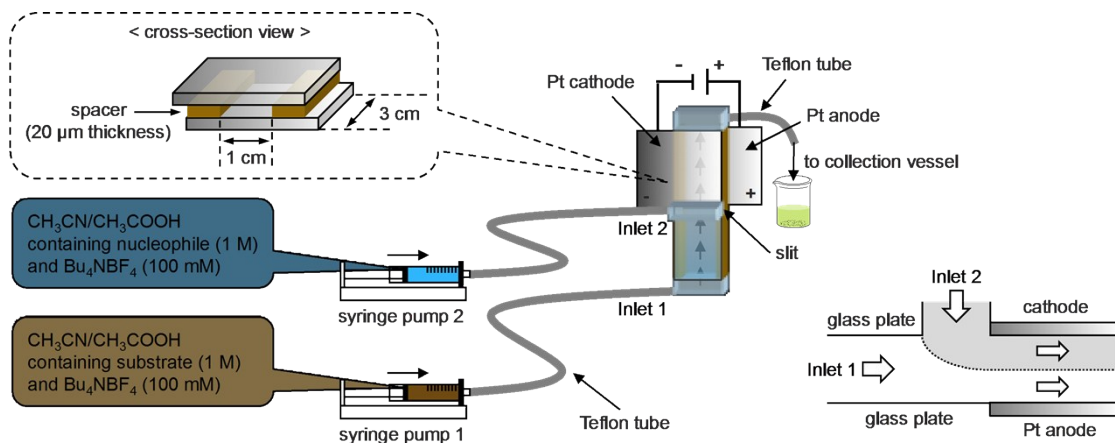 < cross-section view >
spacer
(20 µm thickness)
1 cm
3 cm
- +
Pt cathode
Teflon tube
Pt anode
to collection vessel
-
+
Inlet 2
slit
Inlet 1
CH₃CN/CH₃COOH
containing nucleophile (1 M)
and Bu₄NBF₄ (100 mM)
syringe pump 2
CH₃CN/CH₃COOH
containing substrate (1 M)
and Bu₄NBF₄ (100 mM)
syringe pump 1
Teflon tube
Inlet 2
glass plate
cathode
Inlet 1
glass plate
Pt anode